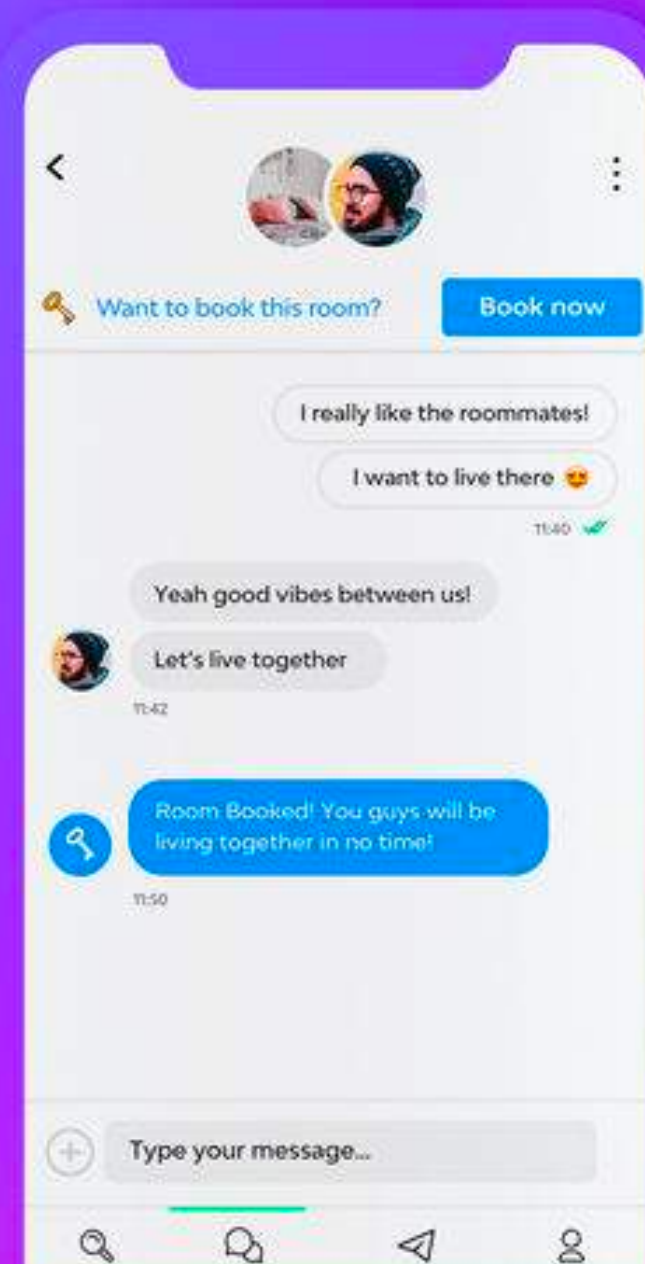 Want to book this room?
Book now
I really like the roommates!
I want to live there 😍
11:40
Yeah good vibes between us!
Let's live together
11:42
Room Booked! You guys will be
living together in no time!
11:50
Type your message...